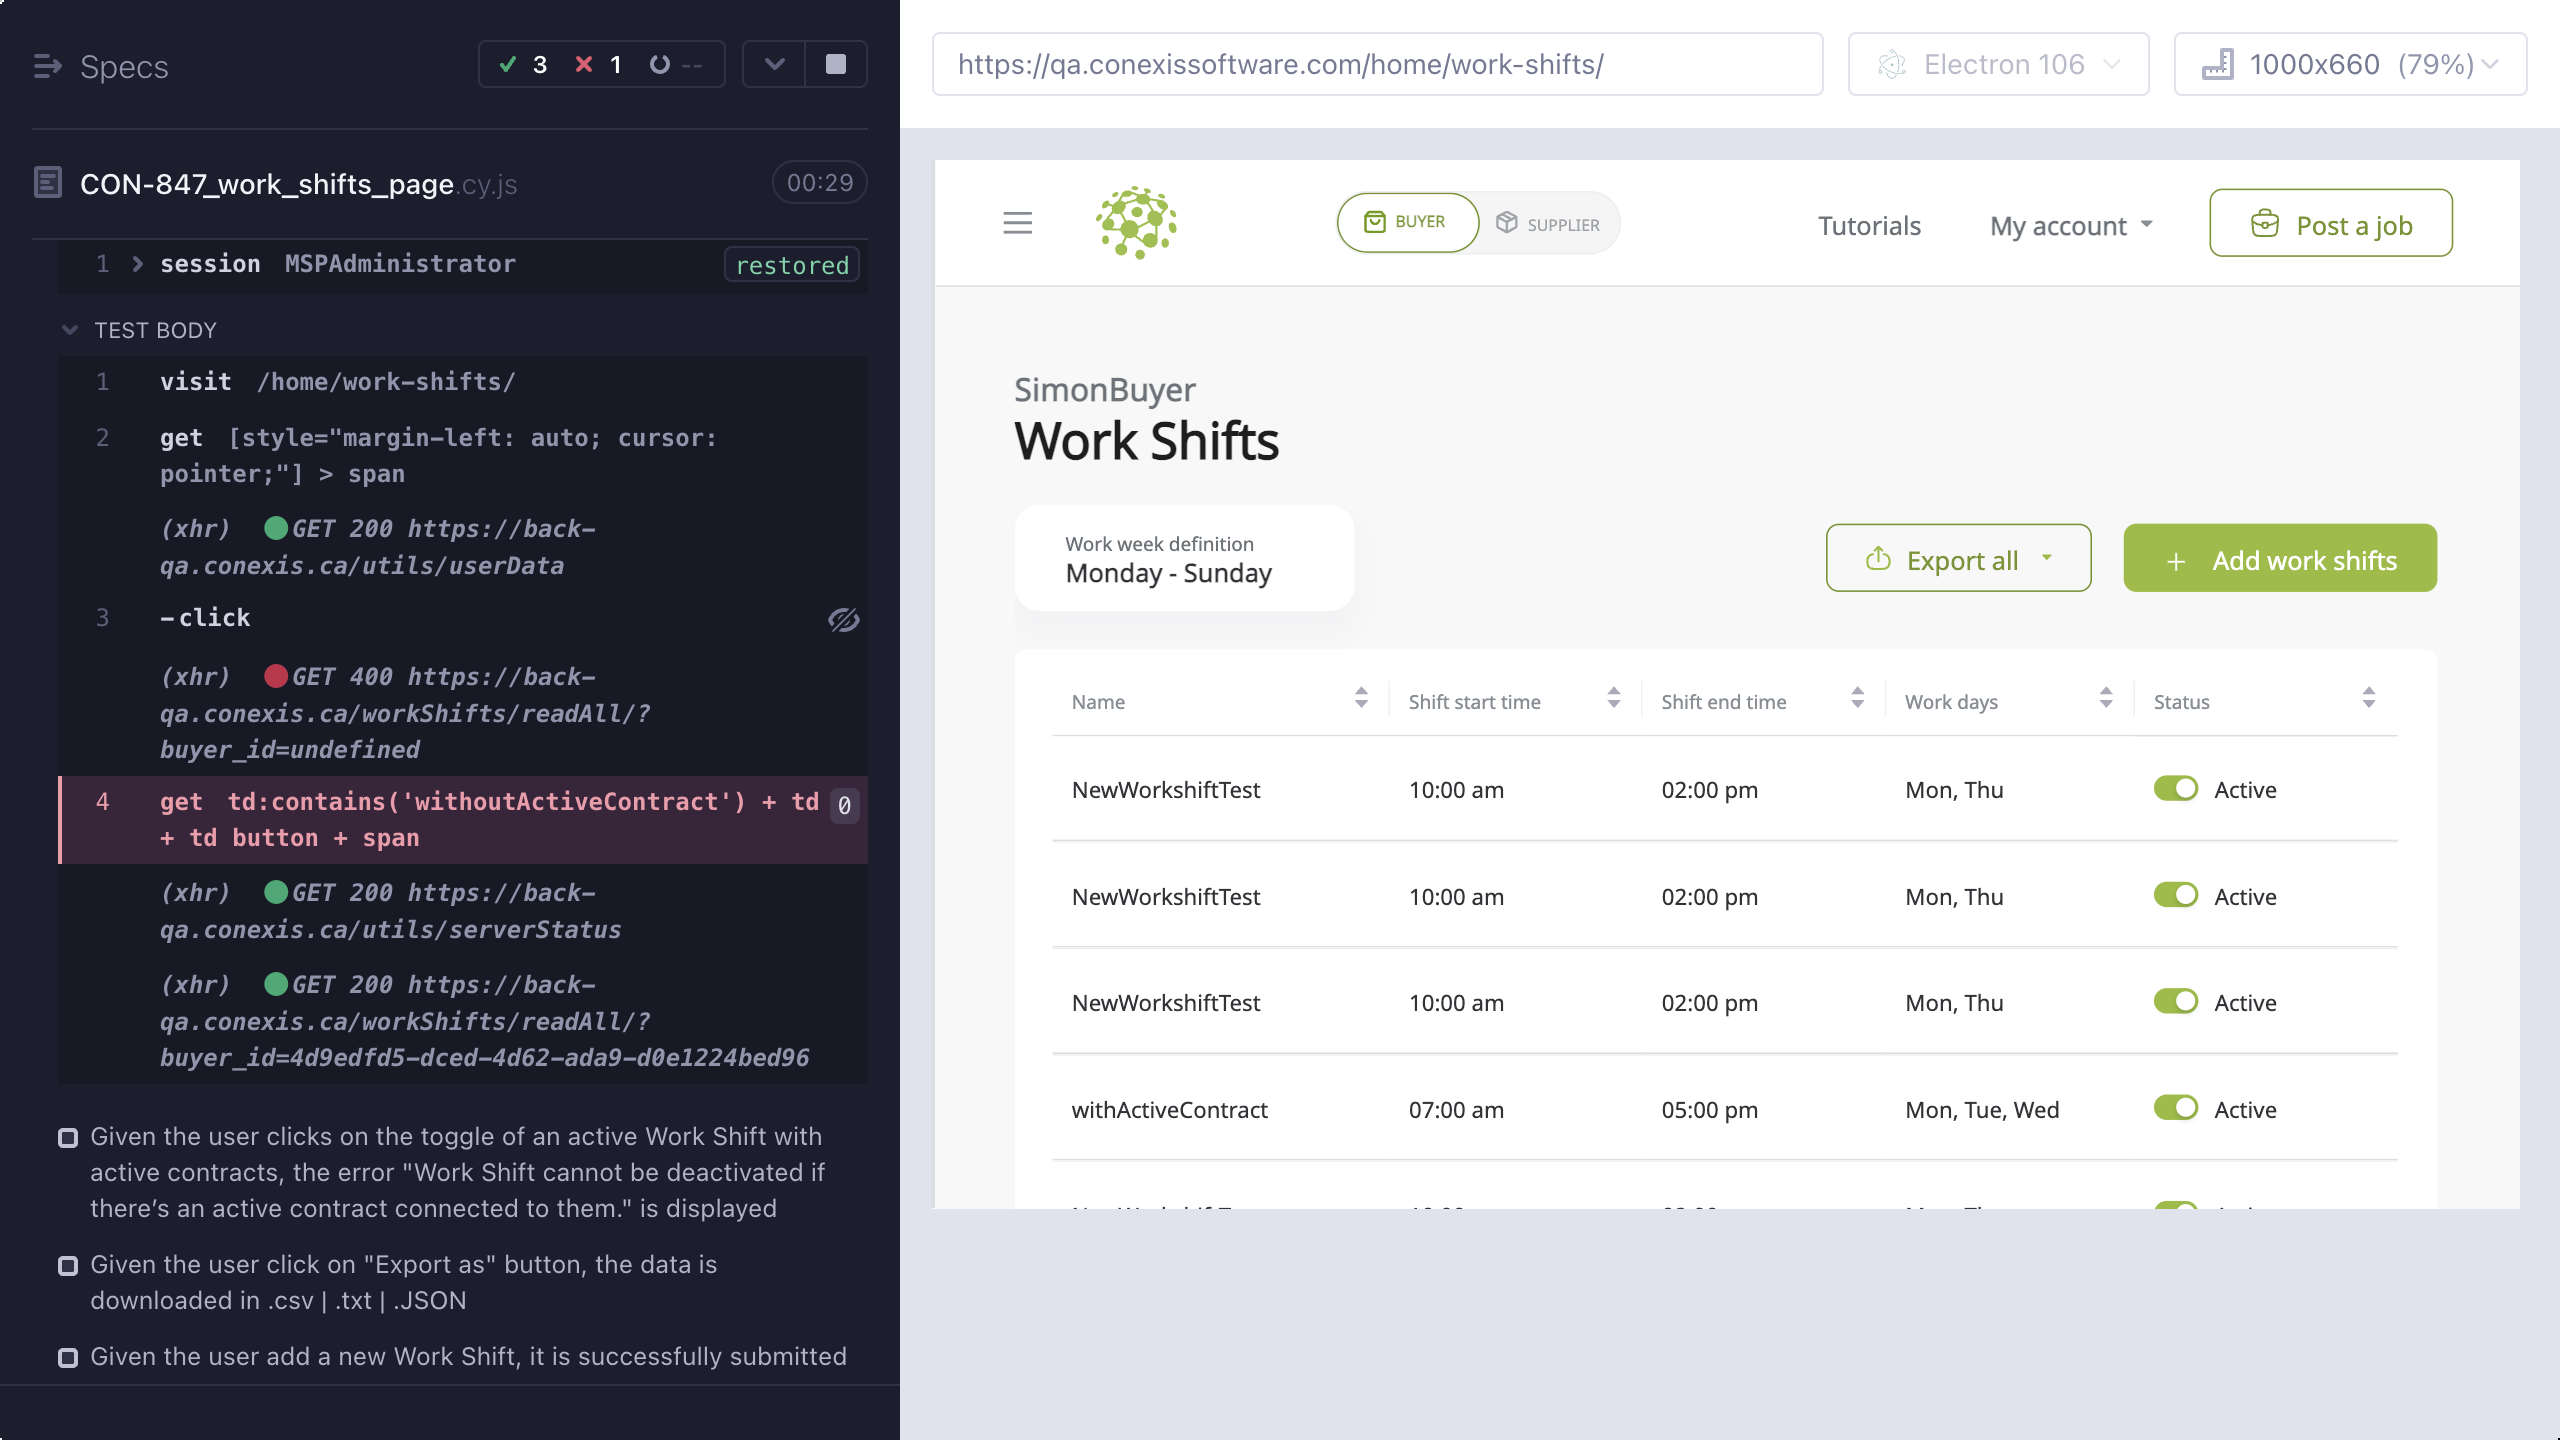 Specs
3
1
--
CON-847_work_shifts_page.cy.js
00:29
1 session MSPAdministrator restored
TEST BODY
1 visit /home/work-shifts/
2 get [style="margin-left: auto; cursor:
pointer;"] > span
(xhr) GET 200 https://back-
qa.conexis.ca/utils/userData
3 -click
(xhr) GET 400 https://back-
qa.conexis.ca/workShifts/readAll/?
buyer_id=undefined
4 get td:contains('withoutActiveContract') + td 0
+ td button + span
(xhr) GET 200 https://back-
qa.conexis.ca/utils/serverStatus
(xhr) GET 200 https://back-
qa.conexis.ca/workShifts/readAll/?
buyer_id=4d9edfd5-dced-4d62-ada9-d0e1224bed96
Given the user clicks on the toggle of an active Work Shift with
active contracts, the error "Work Shift cannot be deactivated if
there’s an active contract connected to them." is displayed
Given the user click on "Export as" button, the data is
downloaded in .csv | .txt | .JSON
Given the user add a new Work Shift, it is successfully submitted
https://qa.conexissoftware.com/home/work-shifts/
Electron 106
1000x660 (79%)
BUYER
SUPPLIER
Tutorials
My account
Post a job
SimonBuyer
Work Shifts
Work week definition
Monday - Sunday
Export all
+ Add work shifts
Name Shift start time Shift end time Work days Status
NewWorkshiftTest 10:00 am 02:00 pm Mon, Thu Active
NewWorkshiftTest 10:00 am 02:00 pm Mon, Thu Active
NewWorkshiftTest 10:00 am 02:00 pm Mon, Thu Active
withActiveContract 07:00 am 05:00 pm Mon, Tue, Wed Active